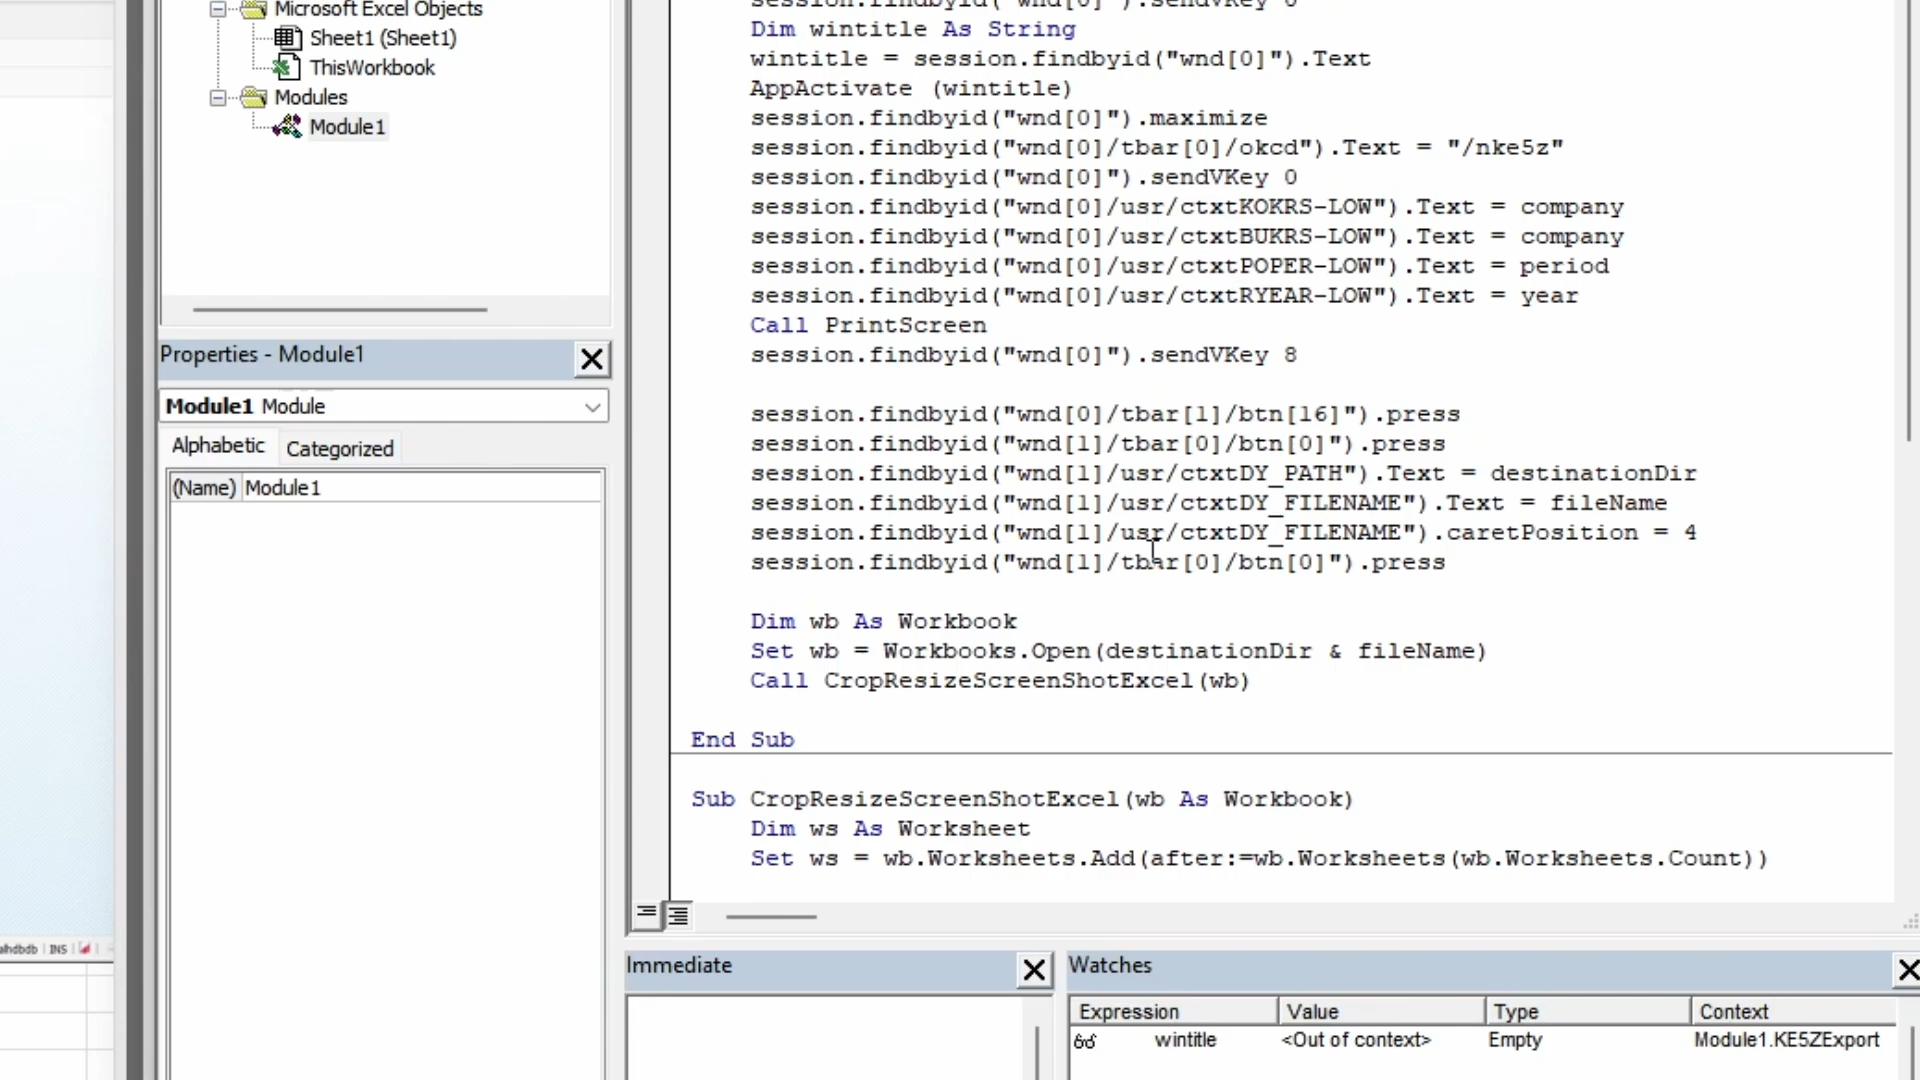 Microsoft Excel Objects
Sheet1 (Sheet1)
ThisWorkbook
Modules
Module1
Properties - Module1
Module1 Module
Alphabetic
Categorized
(Name) Module1
ahdbdb INS
session.findbyid("wnd[0]").sendVKey 0
Dim wintitle As String
wintitle = session.findbyid("wnd[0]").Text
AppActivate (wintitle)
session.findbyid("wnd[0]").maximize
session.findbyid("wnd[0]/tbar[0]/okcd").Text = "/nke5z"
session.findbyid("wnd[0]").sendVKey 0
session.findbyid("wnd[0]/usr/ctxtKOKRS-LOW").Text = company
session.findbyid("wnd[0]/usr/ctxtBUKRS-LOW").Text = company
session.findbyid("wnd[0]/usr/ctxtPOPER-LOW").Text = period
session.findbyid("wnd[0]/usr/ctxtRYEAR-LOW").Text = year
Call PrintScreen
session.findbyid("wnd[0]").sendVKey 8
session.findbyid("wnd[0]/tbar[1]/btn[16]").press
session.findbyid("wnd[1]/tbar[0]/btn[0]").press
session.findbyid("wnd[1]/usr/ctxtDY_PATH").Text = destinationDir
session.findbyid("wnd[1]/usr/ctxtDY_FILENAME").Text = fileName
session.findbyid("wnd[1]/usr/ctxtDY_FILENAME").caretPosition = 4
session.findbyid("wnd[1]/tbar[0]/btn[0]").press
Dim wb As Workbook
Set wb = Workbooks.Open(destinationDir & fileName)
Call CropResizeScreenShotExcel(wb)
End Sub
Sub CropResizeScreenShotExcel(wb As Workbook)
Dim ws As Worksheet
Set ws = wb.Worksheets.Add(after:=wb.Worksheets(wb.Worksheets.Count))
Immediate
Watches
Expression Value Type Context
wintitle <Out of context> Empty Module1.KE5ZExport